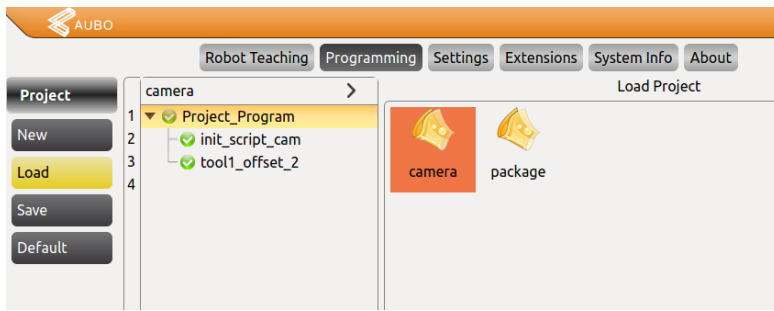 AUBO
Robot Teaching Programming Settings Extensions System Info About
Project
New
Load
Save
Default
camera >
1 Project_Program
2 init_script_cam
3 tool1_offset_2
4
Load Project
camera package